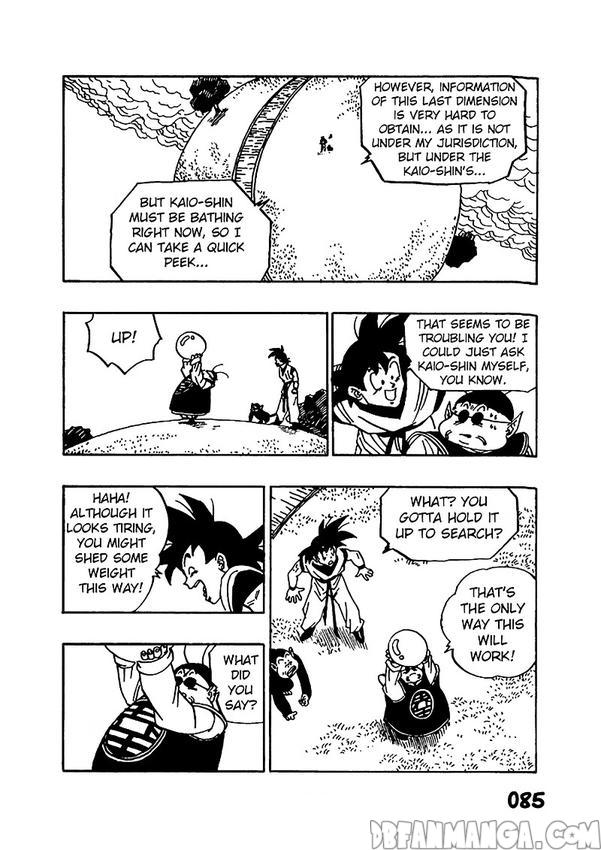 HOWEVER, INFORMATION
OF THIS LAST DIMENSION
IS VERY HARD TO
OBTAIN... AS IT IS NOT
UNDER MY JURISDICTION,
BUT UNDER THE
KAIO-SHIN'S...
BUT KAIO-SHIN
MUST BE BATHING
RIGHT NOW, SO I
CAN TAKE A QUICK
PEEK...
UP!
THAT SEEMS TO BE
TROUBLING YOU! I
COULD JUST ASK
KAIO-SHIN MYSELF,
YOU KNOW.
HAHA!
ALTHOUGH IT
LOOKS TIRING,
YOU MIGHT
SHED SOME
WEIGHT
THIS WAY!
WHAT? YOU
GOTTA HOLD IT
UP TO SEARCH?
THAT'S
THE ONLY
WAY THIS
WILL
WORK!
WHAT
DID
YOU
SAY?
085
DBFANMANGA.COM